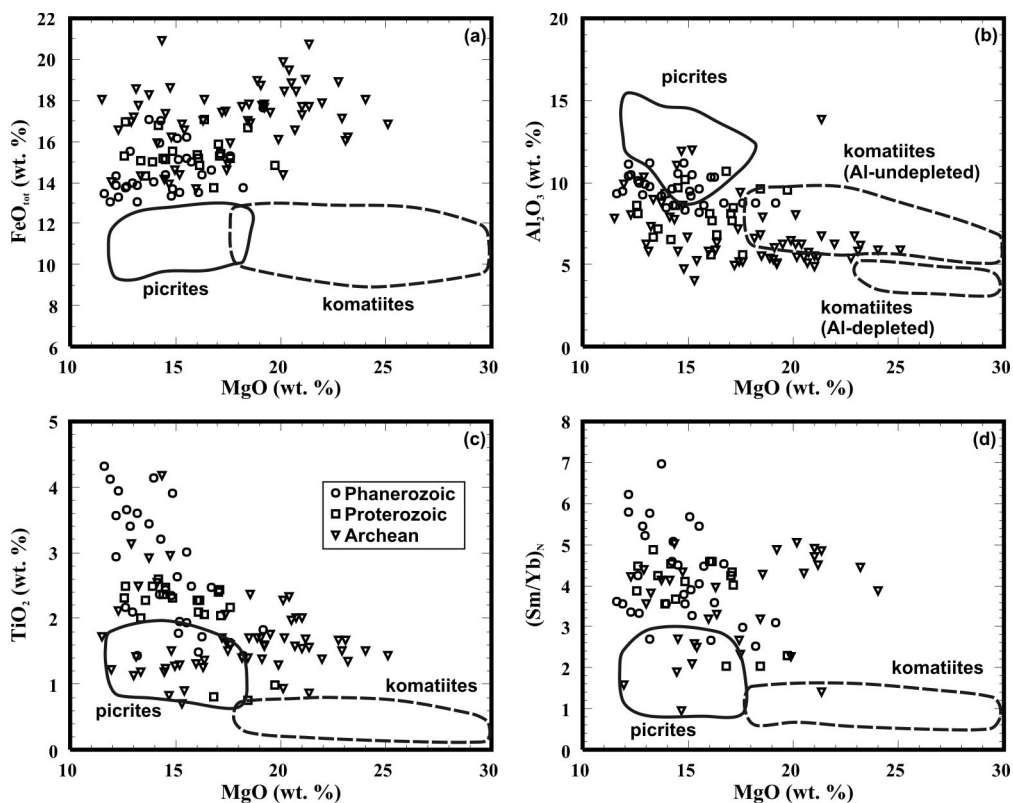 (a)
FeO tot (wt. %)
22
20
18
16
14
12
10
8
6
picrites
komatiites
10 15 20 25 30
MgO (wt. %)
(b)
Al2O3 (wt. %)
20
15
10
5
0
picrites
komatiites
(Al-undepleted)
komatiites
(Al-depleted)
10 15 20 25 30
MgO (wt. %)
(c)
TiO2 (wt. %)
5
4
3
2
1
0
Phanerozoic
Proterozoic
Archean
komatiites
picrites
10 15 20 25 30
MgO (wt. %)
(d)
(Sm/Yb)N
8
7
6
5
4
3
2
1
0
komatiites
picrites
10 15 20 25 30
MgO (wt. %)